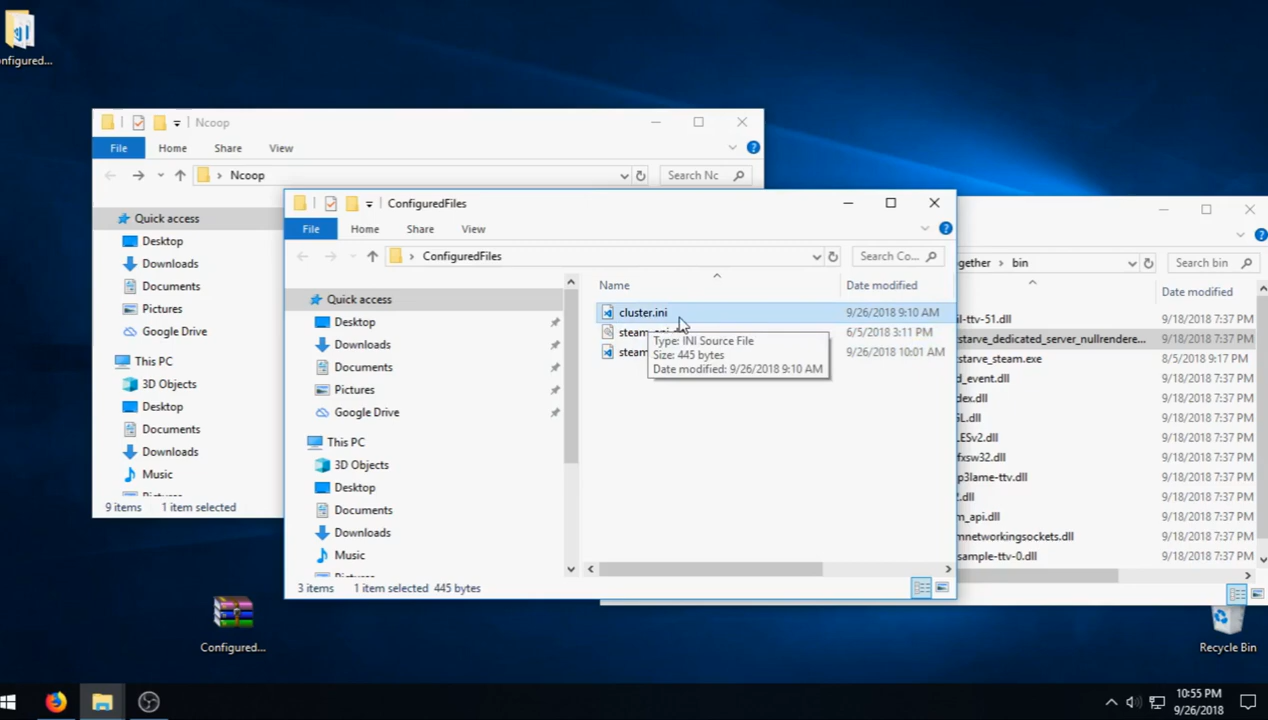 nfigured...
Ncoop
File
Home
Share
View
Ncoop
Search Nc
Quick access
Desktop
Downloads
Documents
Pictures
Google Drive
This PC
3D Objects
Desktop
Documents
Downloads
Music
9 items
1 item selected
ConfiguredFiles
File
Home
Share
View
ConfiguredFiles
Search Co...
Quick access
Desktop
Downloads
Documents
Pictures
Google Drive
This PC
3D Objects
Desktop
Documents
Downloads
Music
Name
Date modified
cluster.ini
9/26/2018 9:10 AM
6/5/2018 3:11 PM
steam
9/26/2018 10:01 AM
Type: INI Source File
Size: 445 bytes
Date modified: 9/26/2018 9:10 AM
3 items
1 item selected 445 bytes
gether
bin
Search bin
Date modified
il-ttv-51.dll
9/18/2018 7:37 PM
starve_dedicated_server_nullrendere...
9/18/2018 7:37 PM
starve_steam.exe
8/5/2018 9:17 PM
d_event.dll
9/18/2018 7:37 PM
dex.dll
9/18/2018 7:37 PM
SL.dll
9/18/2018 7:37 PM
LESv2.dll
9/18/2018 7:37 PM
fxsw32.dll
9/18/2018 7:37 PM
p3lame-ttv.dll
9/18/2018 7:37 PM
2.dll
9/18/2018 7:37 PM
m_api.dll
9/18/2018 7:37 PM
mnetworkingsockets.dll
9/18/2018 7:37 PM
sample-ttv-0.dll
9/18/2018 7:37 PM
Configured...
Recycle Bin
10:55 PM
9/26/2018